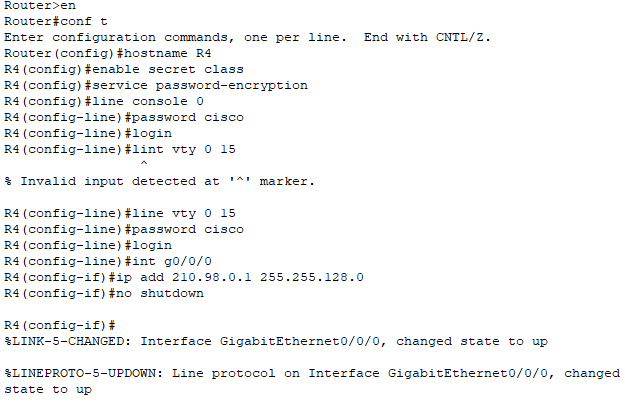 Router>en
Router#conf t
Enter configuration commands, one per line.  End with CNTL/Z.
Router(config)#hostname R4
R4(config)#enable secret class
R4(config)#service password-encryption
R4(config)#line console 0
R4(config-line)#password cisco
R4(config-line)#login
R4(config-line)#lint vty 0 15
^
% Invalid input detected at '^' marker.
R4(config-line)#line vty 0 15
R4(config-line)#password cisco
R4(config-line)#login
R4(config-line)#int g0/0/0
R4(config-if)#ip add 210.98.0.1 255.255.128.0
R4(config-if)#no shutdown
R4(config-if)#
%LINK-5-CHANGED: Interface GigabitEthernet0/0/0, changed state to up
%LINEPROTO-5-UPDOWN: Line protocol on Interface GigabitEthernet0/0/0, changed
state to up